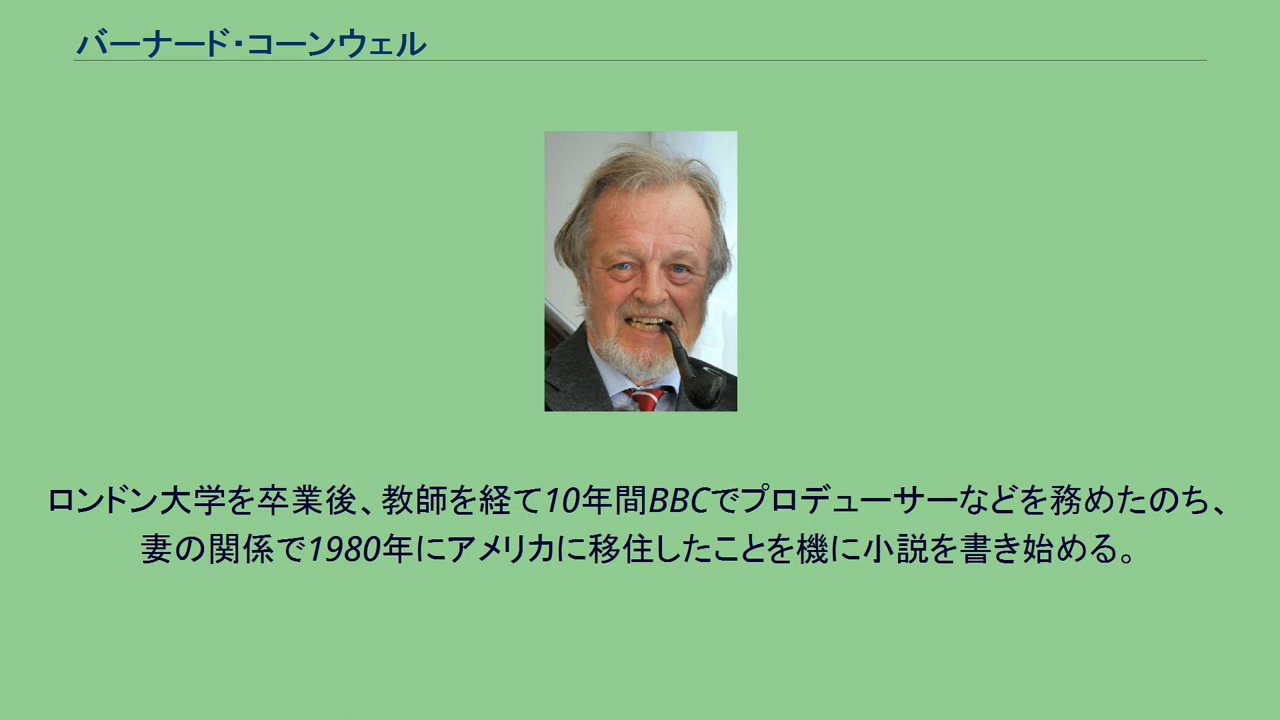 バーナード・コーンウェル
ロンドン大学を卒業後、教師を経て10年間BBCでプロデューサーなどを務めたのち、
妻の関係で1980年にアメリカに移住したことを機に小説を書き始める。